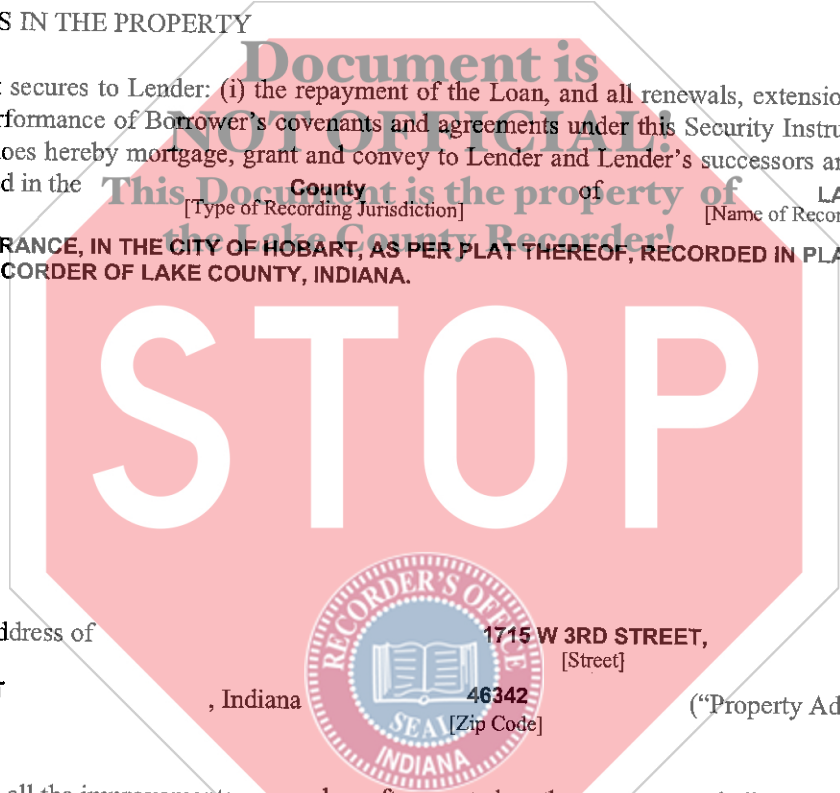 S IN THE PROPERTY
Document is
secures to Lender: (i) the repayment of the Loan, and all renewals, extensio
rformance of Borrower's covenants and agreements under this Security Instru
NOT OFFICIAL!
oes hereby mortgage, grant and convey to Lender and Lender's successors a
d in the County of LA
This Document is the property of
[Type of Recording Jurisdiction] [Name of Recor
the Lake County Recorder!
RANCE, IN THE CITY OF HOBART, AS PER PLAT THEREOF, RECORDED IN PLA
CORDER OF LAKE COUNTY, INDIANA.
STOP
RECORDER'S OFFICE
ddress of 1715 W 3RD STREET,
[Street]
, Indiana 46342 ("Property Ad
SEAL
[Zip Code]
INDIANA
all the improvements